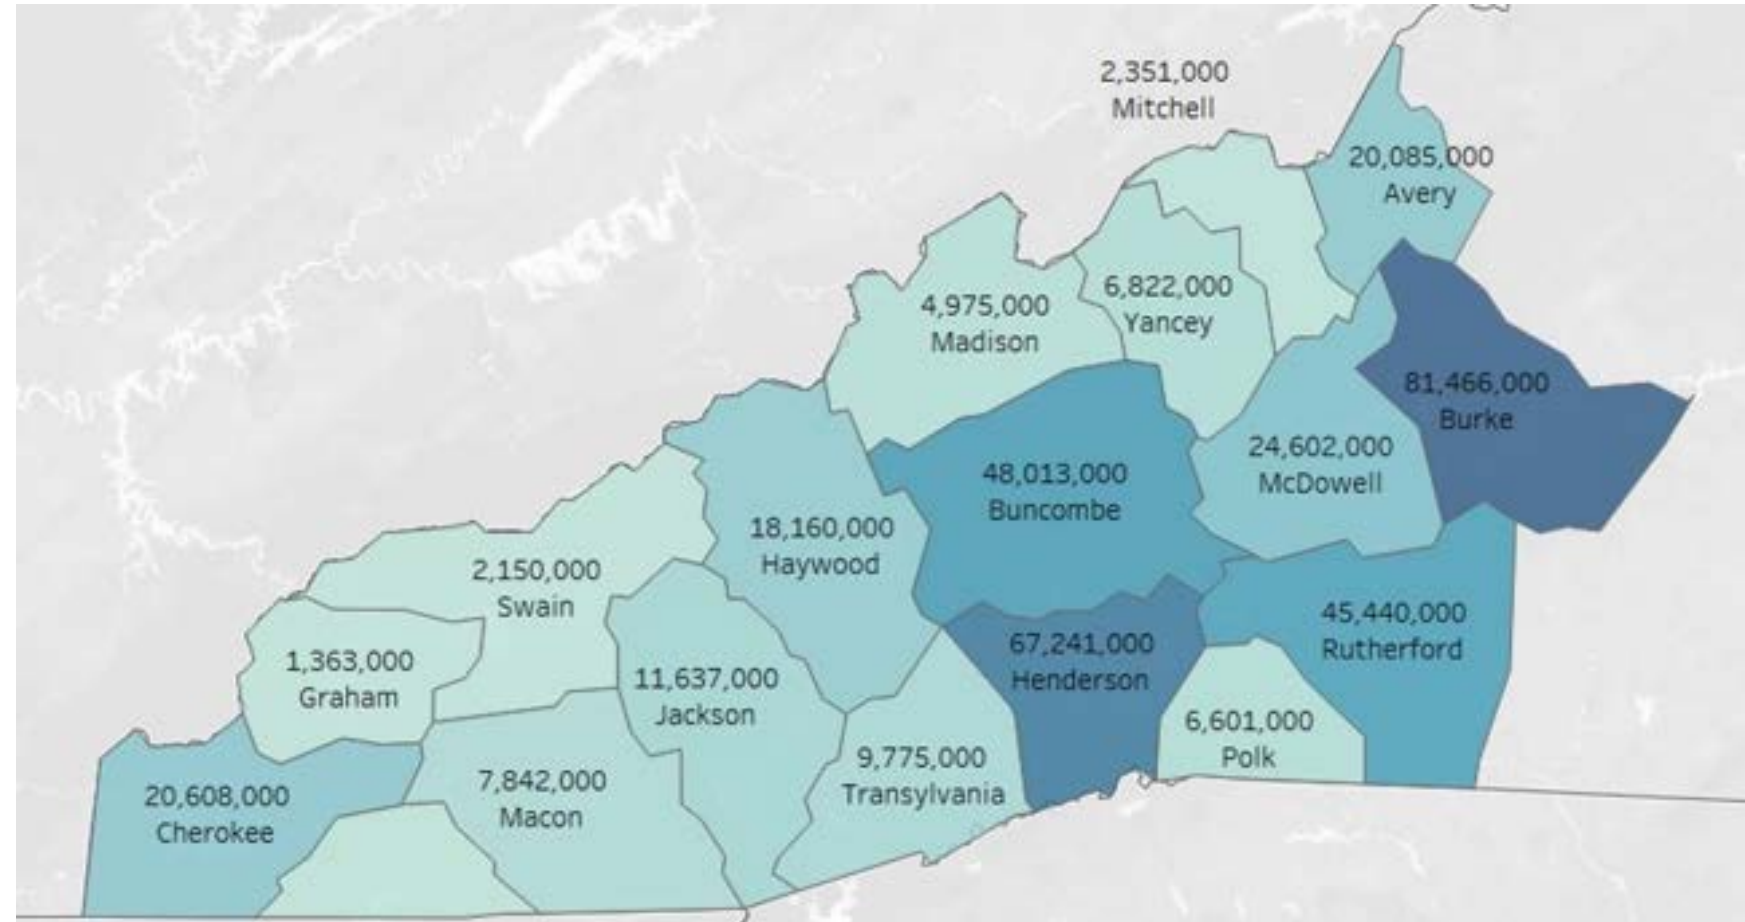 2,351,000
Mitchell
20,085,000
Avery
4,975,000
Madison
6,822,000
Yancey
81,466,000
Burke
24,602,000
McDowell
48,013,000
Buncombe
18,160,000
Haywood
2,150,000
Swain
45,440,000
Rutherford
67,241,000
Henderson
1,363,000
Graham
11,637,000
Jackson
6,601,000
Polk
9,775,000
Transylvania
7,842,000
Macon
20,608,000
Cherokee